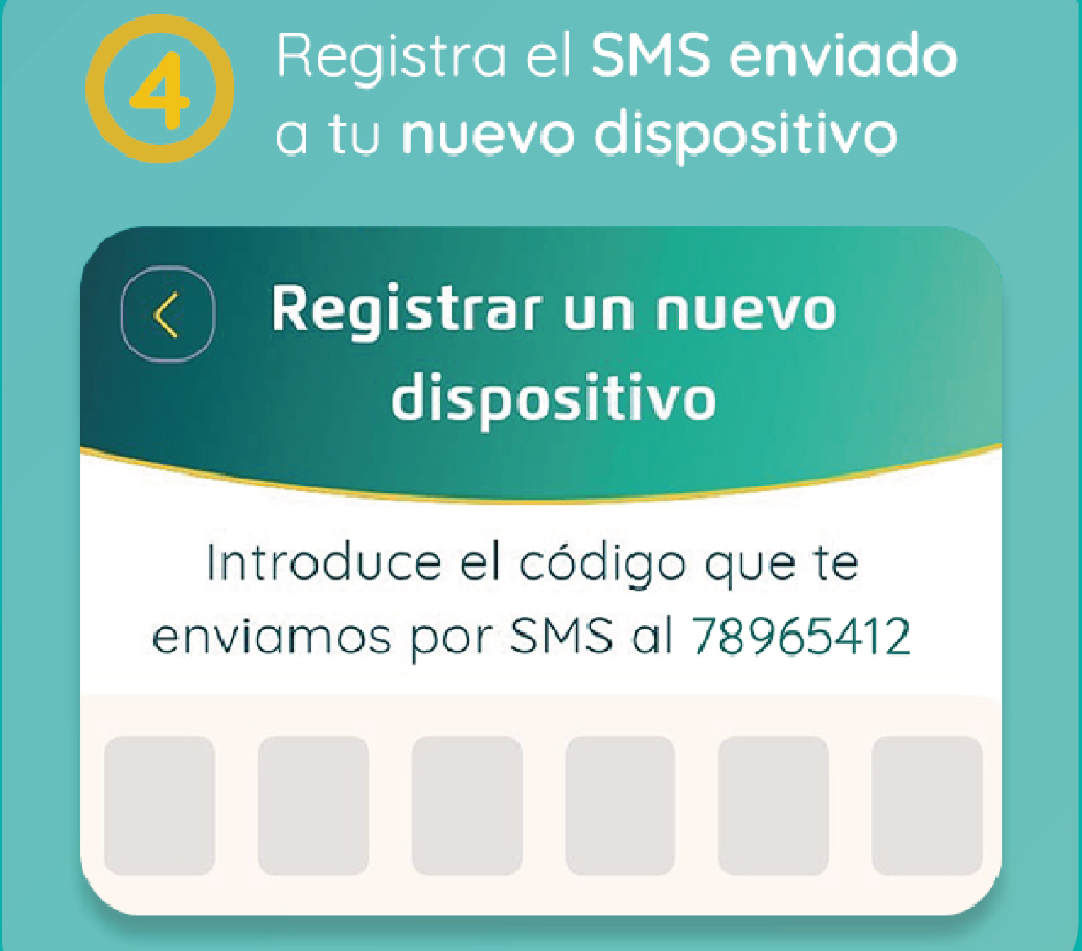 4
Registra el SMS enviado
a tu nuevo dispositivo
Registrar un nuevo
dispositivo
Introduce el código que te
enviamos por SMS al 78965412